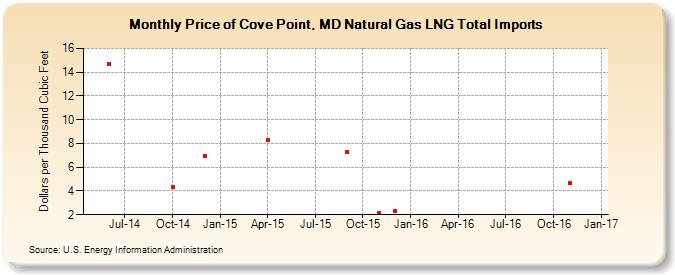 Monthly Price of Cove Point, MD Natural Gas LNG Total Imports
Dollars per Thousand Cubic Feet
16
14
12
10
8
6
4
2
Jul-14 Oct-14 Jan-15 Apr-15 Jul-15 Oct-15 Jan-16 Apr-16 Jul-16 Oct-16 Jan-17
Source: U.S. Energy Information Administration